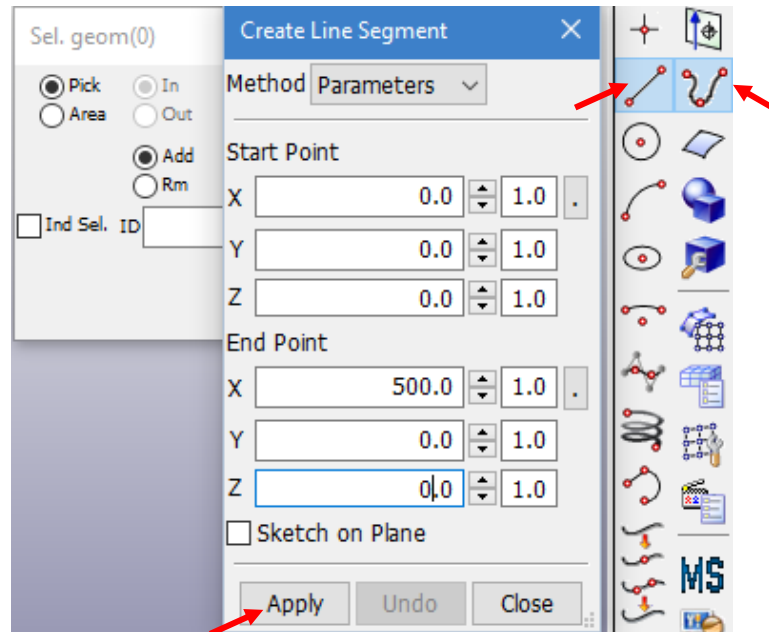 Sel. geom(0)
Pick In
Area Out
Add
Rm
Ind Sel. ID
Create Line Segment
Method Parameters
Start Point
X 0.0 1.0 .
Y 0.0 1.0
Z 0.0 1.0
End Point
X 500.0 1.0 .
Y 0.0 1.0
Z 0.0 1.0
Sketch on Plane
Apply Undo Close
MS